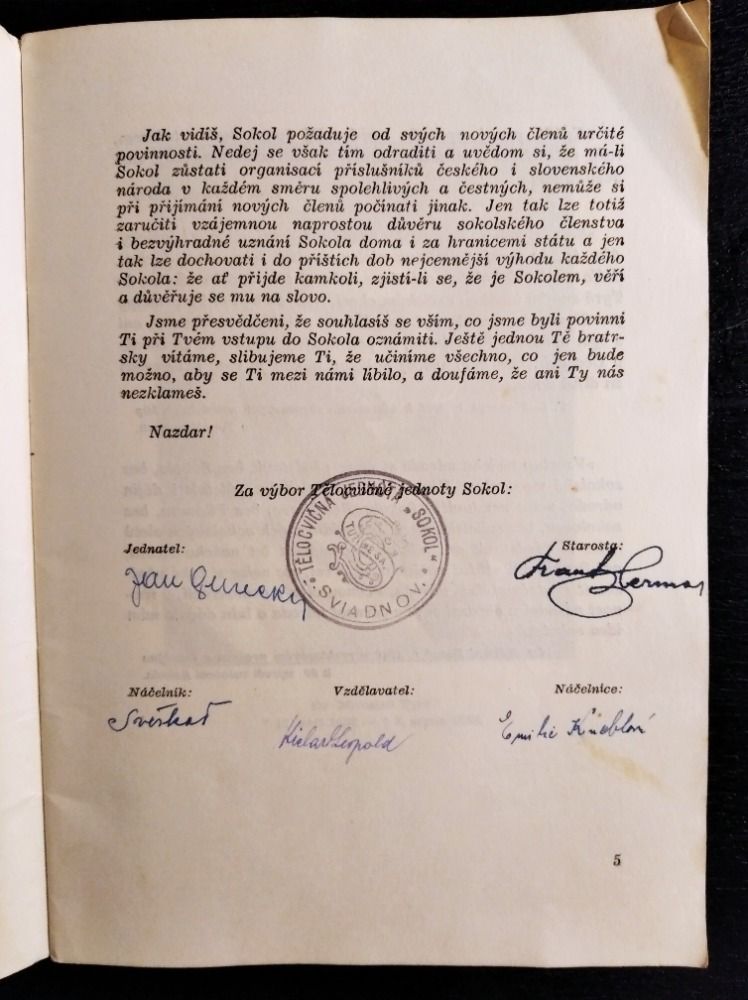 Jak vidíš, Sokol požaduje od svých nových členů určité
povinnosti. Nedej se však tím odraditi a uvědom si, že má-li
Sokol zůstati organisací příslušníků českého i slovenského
národa v každém směru spolehlivých a čestných, nemůže si
při přijímání nových členů počínati jinak. Jen tak lze totiž
zaručiti vzájemnou naprostou důvěru sokolského členstva
i bezvýhradné uznání Sokola doma i za hranicemi státu a jen
tak lze dochovati i do příštích dob nejcennější výhodu každého
Sokola: že ať přijde kamkoli, zjistí-li se, že je Sokolem, věří
a důvěřuje se mu na slovo.
Jsme přesvědčeni, že souhlasíš se vším, co jsme byli povinni
Ti při Tvém vstupu do Sokola oznámiti. Ještě jednou Tě bratr-
sky vítáme, slibujeme Ti, že učiníme všechno, co jen bude
možno, aby se Ti mezi námi líbilo, a doufáme, že ani Ty nás
nezklameš.
Nazdar!
Za výbor Tělocvičné jednoty Sokol:
TĚLOCVIČNÁ JEDNOTA „SOKOL“
SVIADNOV.
Jednatel:
Starosta:
Jan
Frant.
Náčelník:
Vzdělavatel:
Náčelnice:
Leopold
Emilie
5